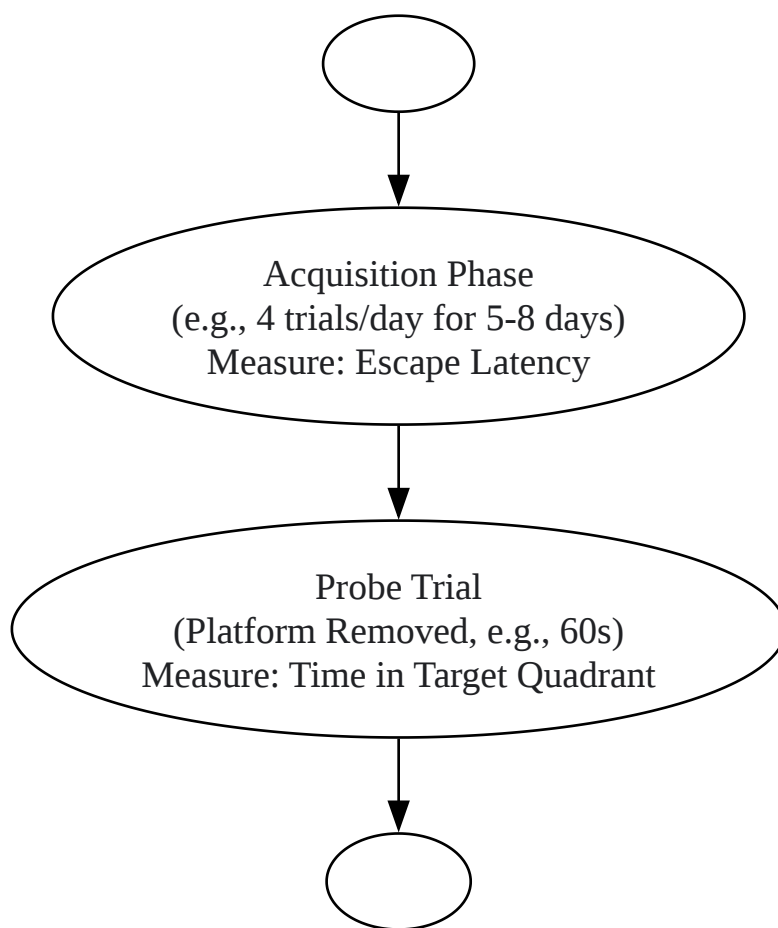 Acquisition Phase
(e.g., 4 trials/day for 5-8 days)
Measure: Escape Latency
Probe Trial
(Platform Removed, e.g., 60s)
Measure: Time in Target Quadrant